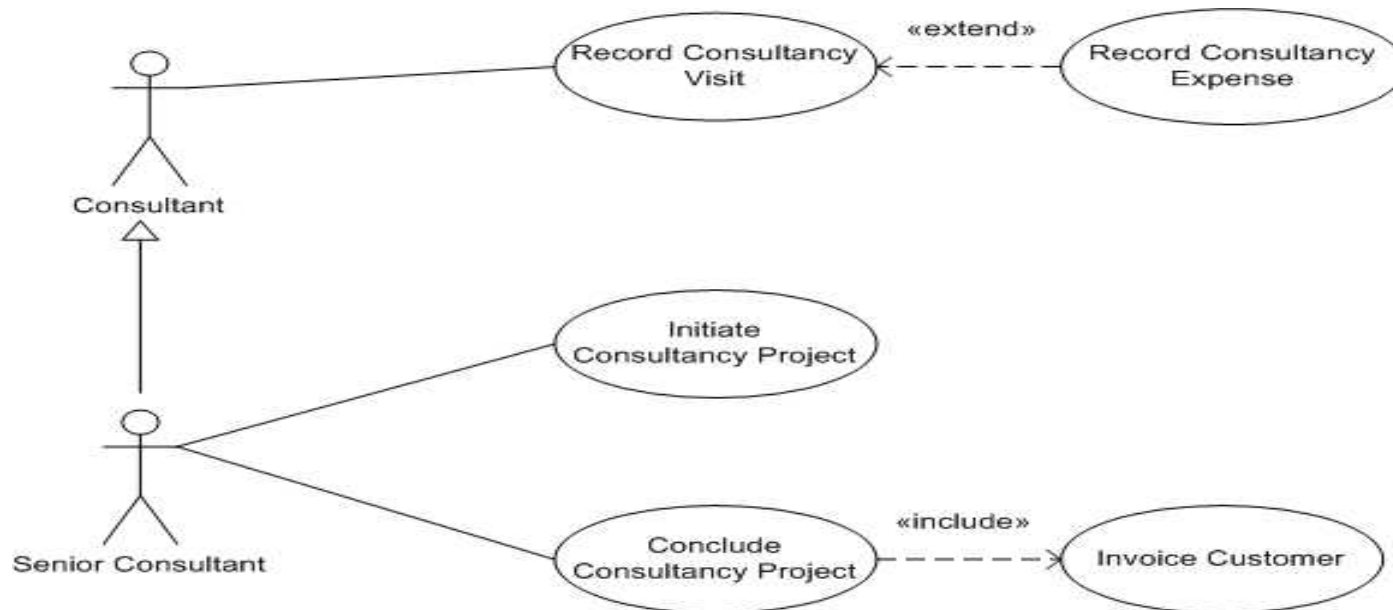 Record Consultancy
Visit
«extend»
Record Consultancy
Expense
Consultant
Initiate
Consultancy Project
Senior Consultant
Conclude
Consultancy Project
«include»
Invoice Customer